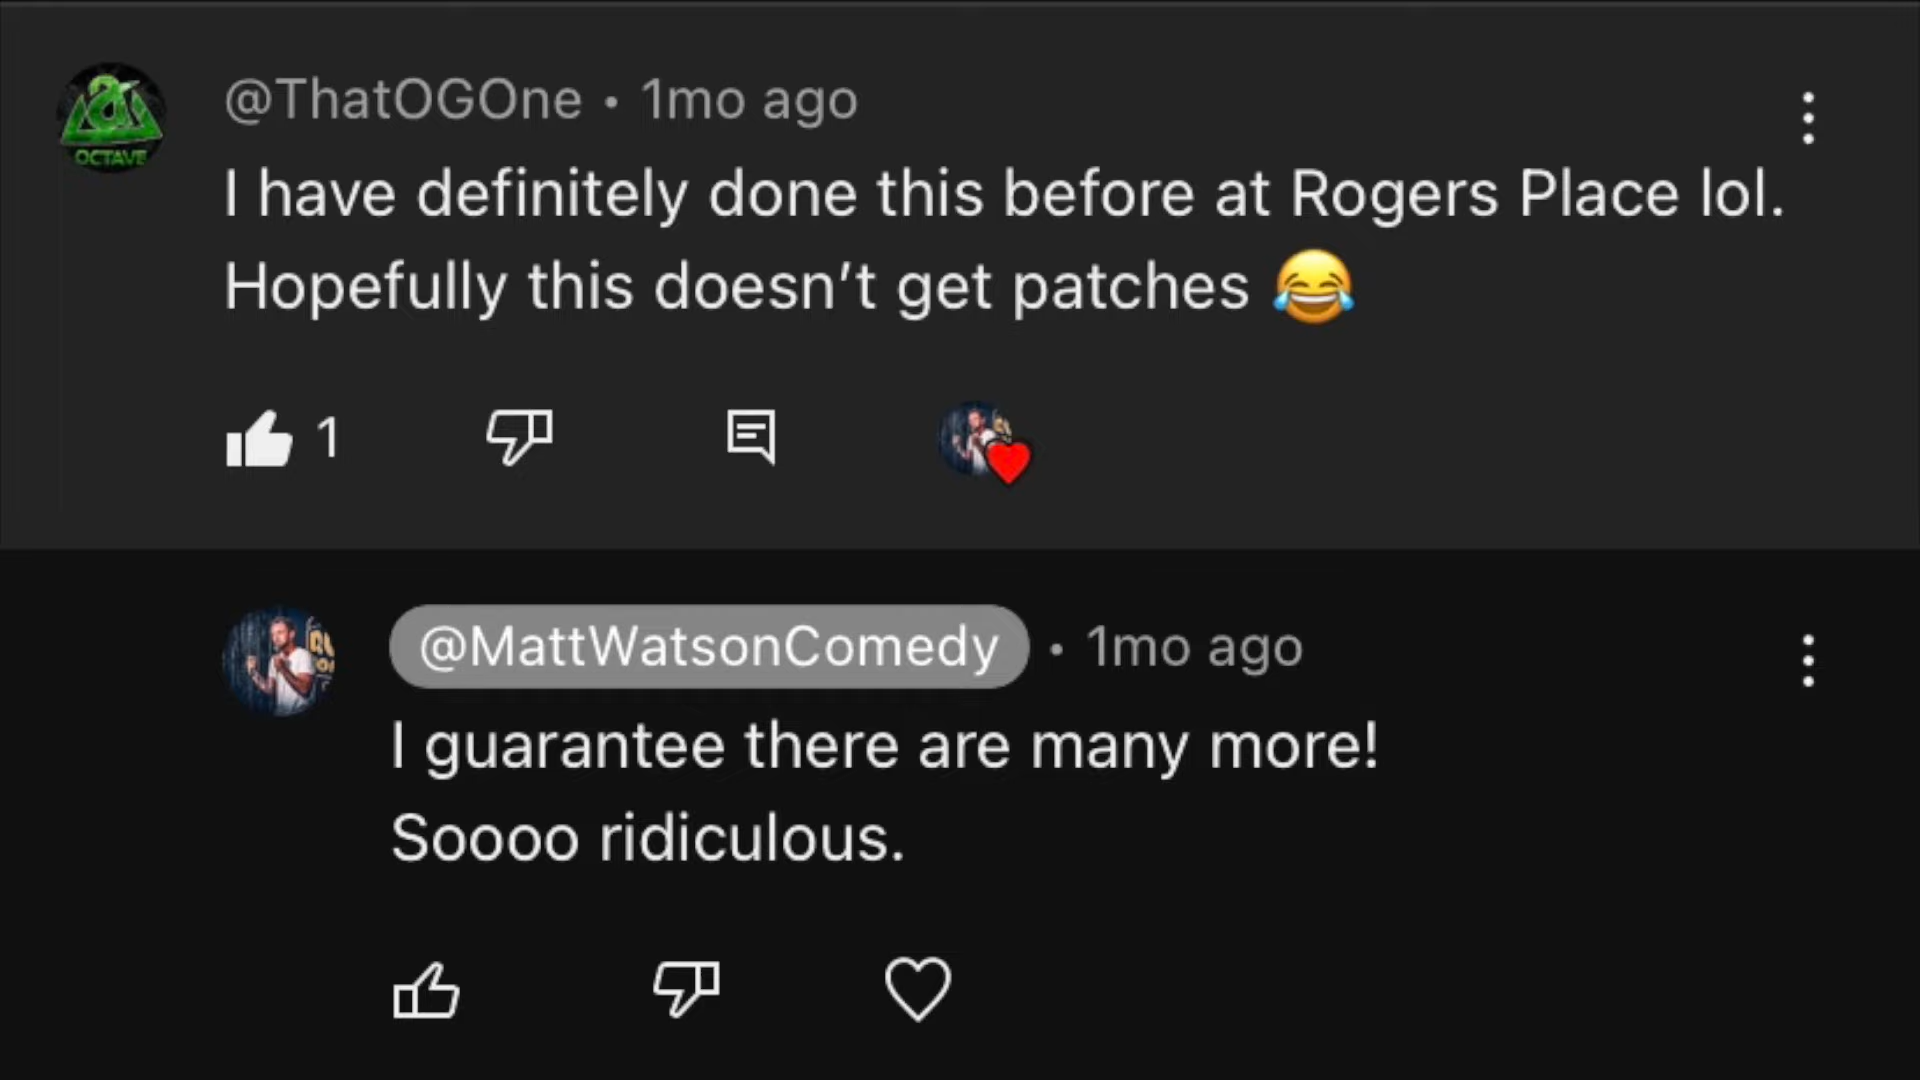 @ThatOGOne • 1mo ago
OCTAVE
I have definitely done this before at Rogers Place lol.
Hopefully this doesn't get patches 😂
1
@MattWatsonComedy • 1mo ago
I guarantee there are many more!
Soooo ridiculous.